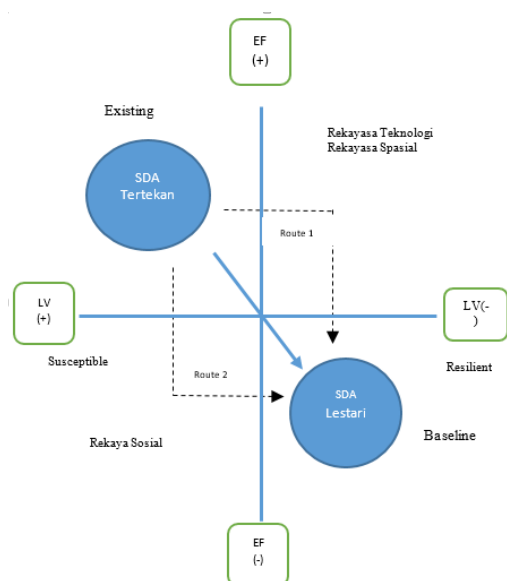 EF
(+)
Existing
Rekayasa Teknologi
Rekayasa Spasial
SDA
Tertekan
Route 1
LV
(+)
LV(-
)
Susceptible
Resilient
Route 2
SDA
Lestari
Baseline
Rekaya Sosial
EF
(-)